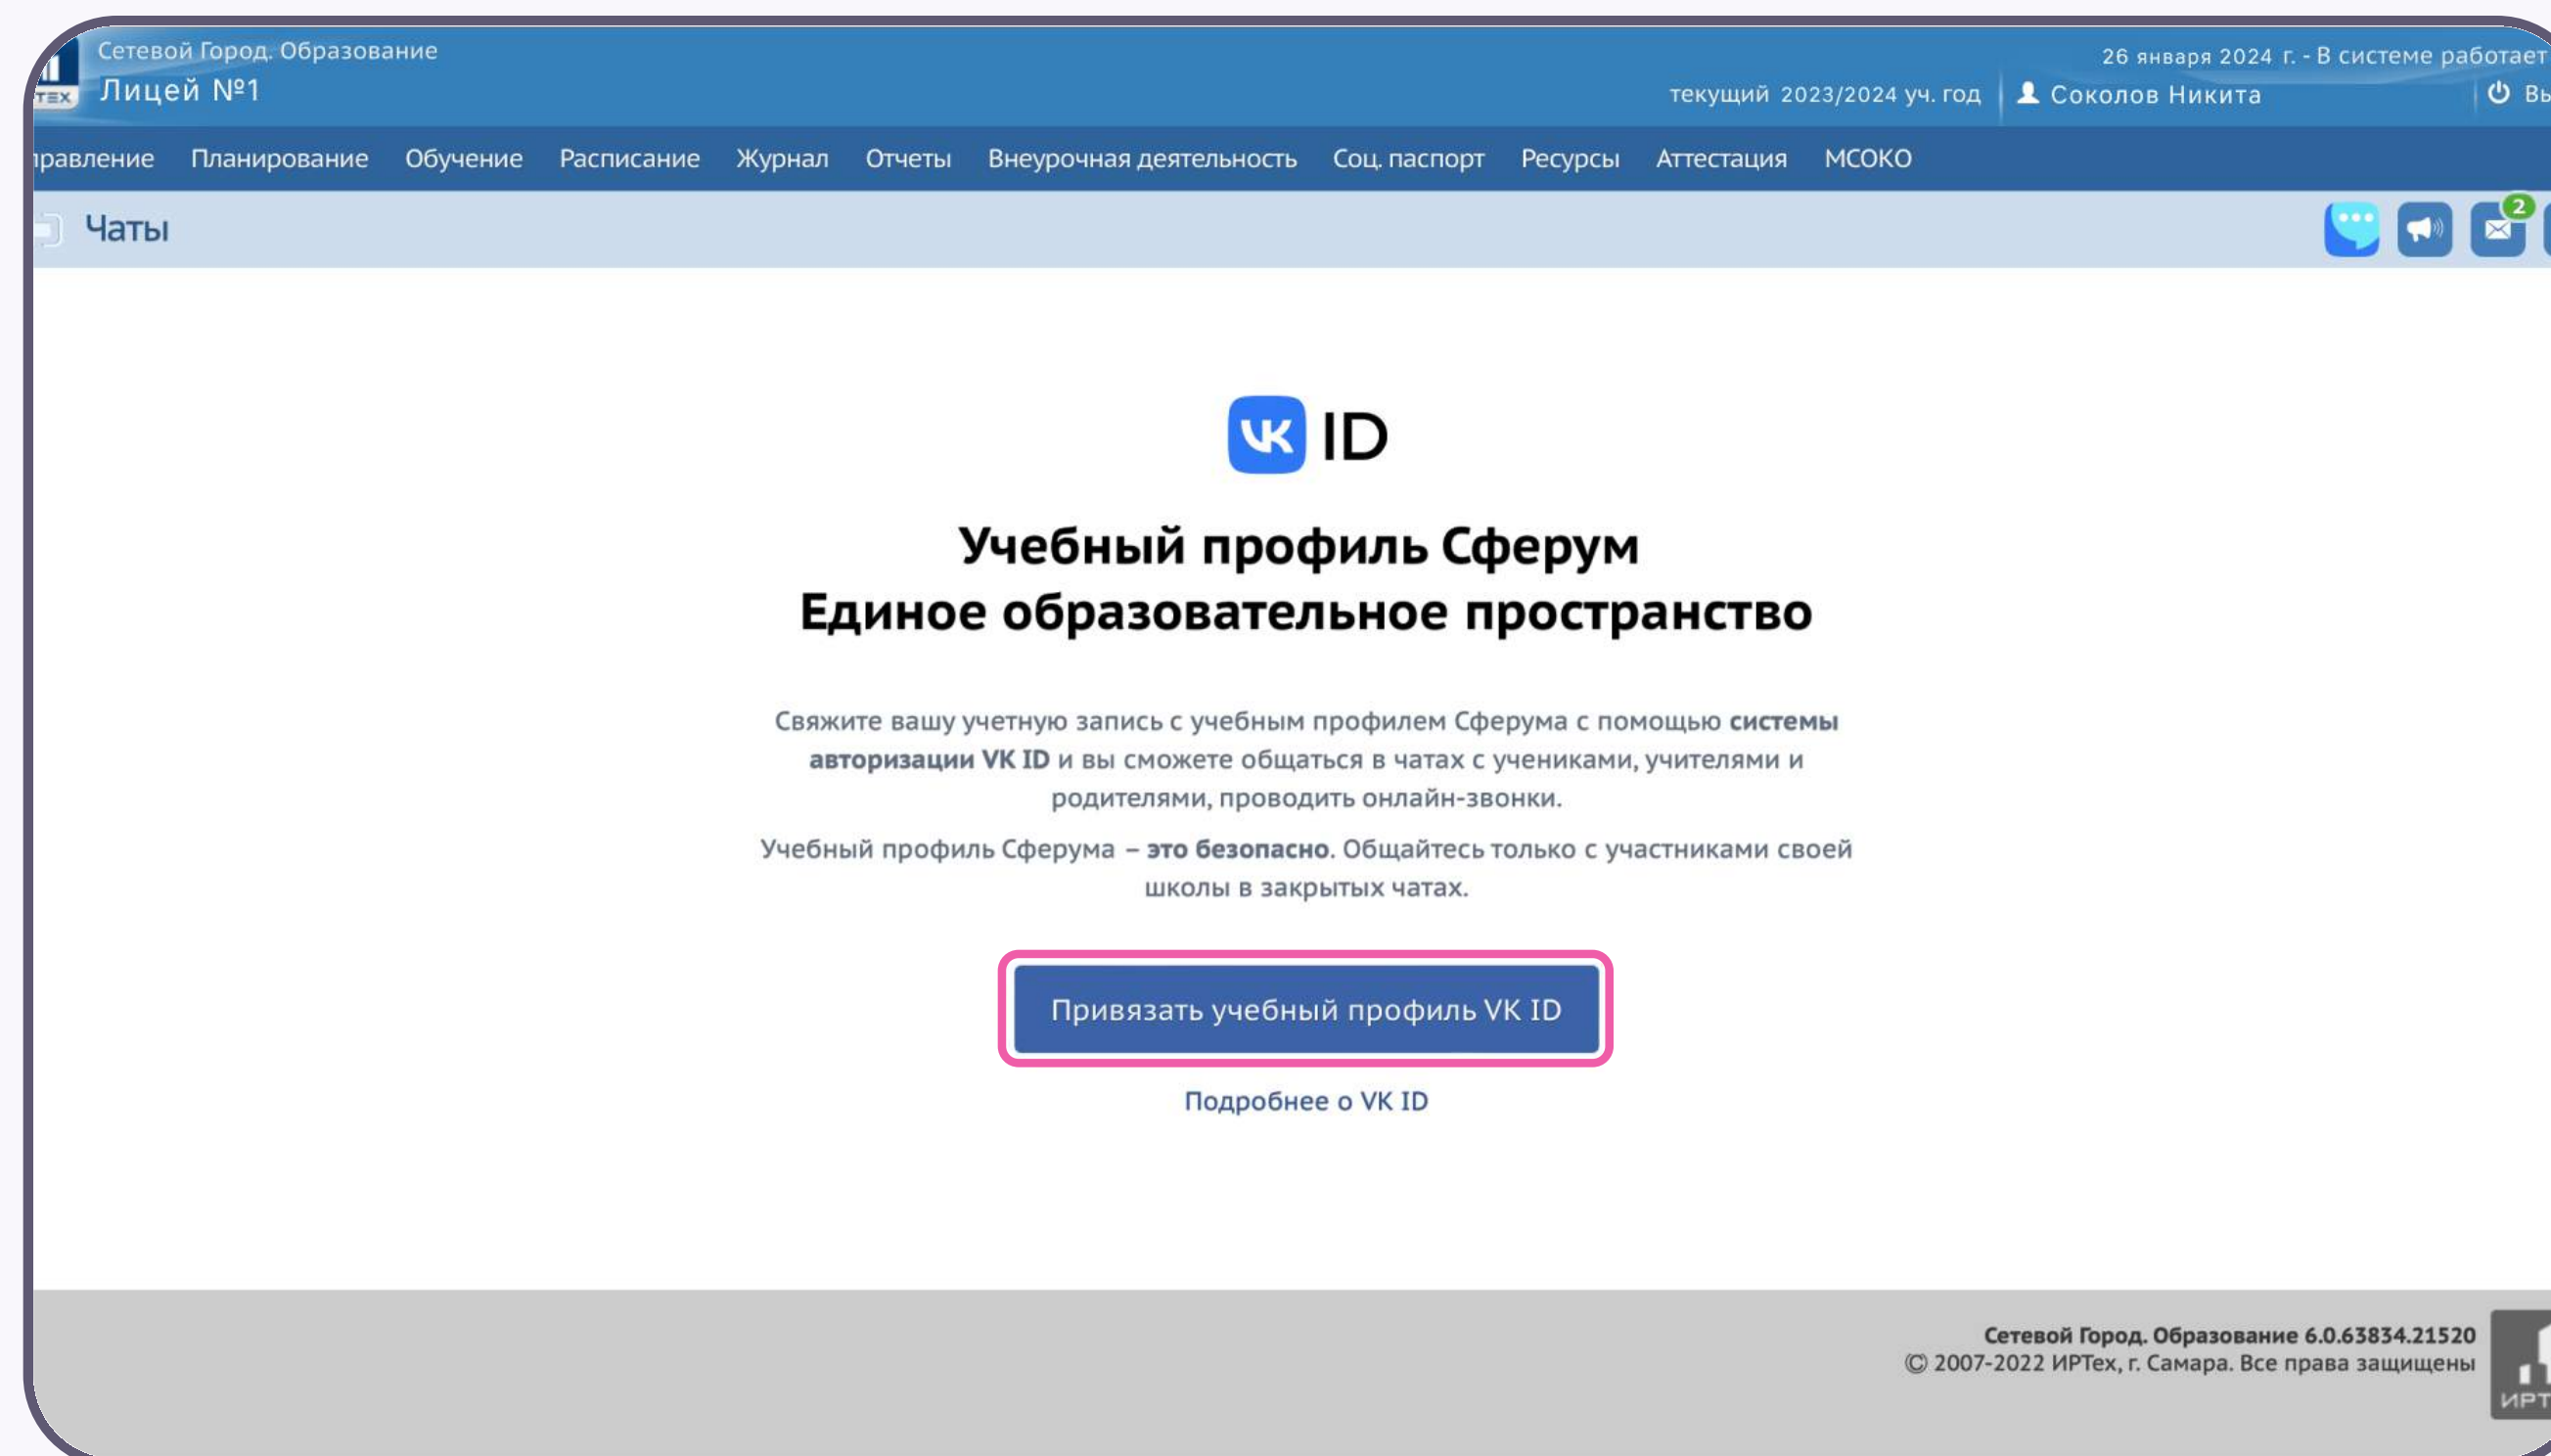 Сетевой Город. Образование
26 января 2024 г. - В системе работает
Лицей №1
текущий 2023/2024 уч. год
Соколов Никита
Планирование Обучение Расписание Журнал Отчеты Внеурочная деятельность Соц. паспорт Ресурсы Аттестация МСОКО
Чаты
2
VK ID
Учебный профиль Сферум
Единое образовательное пространство
Свяжите вашу учетную запись с учебным профилем Сферума с помощью системы
авторизации VK ID и вы сможете общаться в чатах с учениками, учителями и
родителями, проводить онлайн-звонки.
Учебный профиль Сферума – это безопасно. Общайтесь только с участниками своей
школы в закрытых чатах.
Привязать учебный профиль VK ID
Подробнее о VK ID
Сетевой Город. Образование 6.0.63834.21520
© 2007-2022 ИРТех, г. Самара. Все права защищены